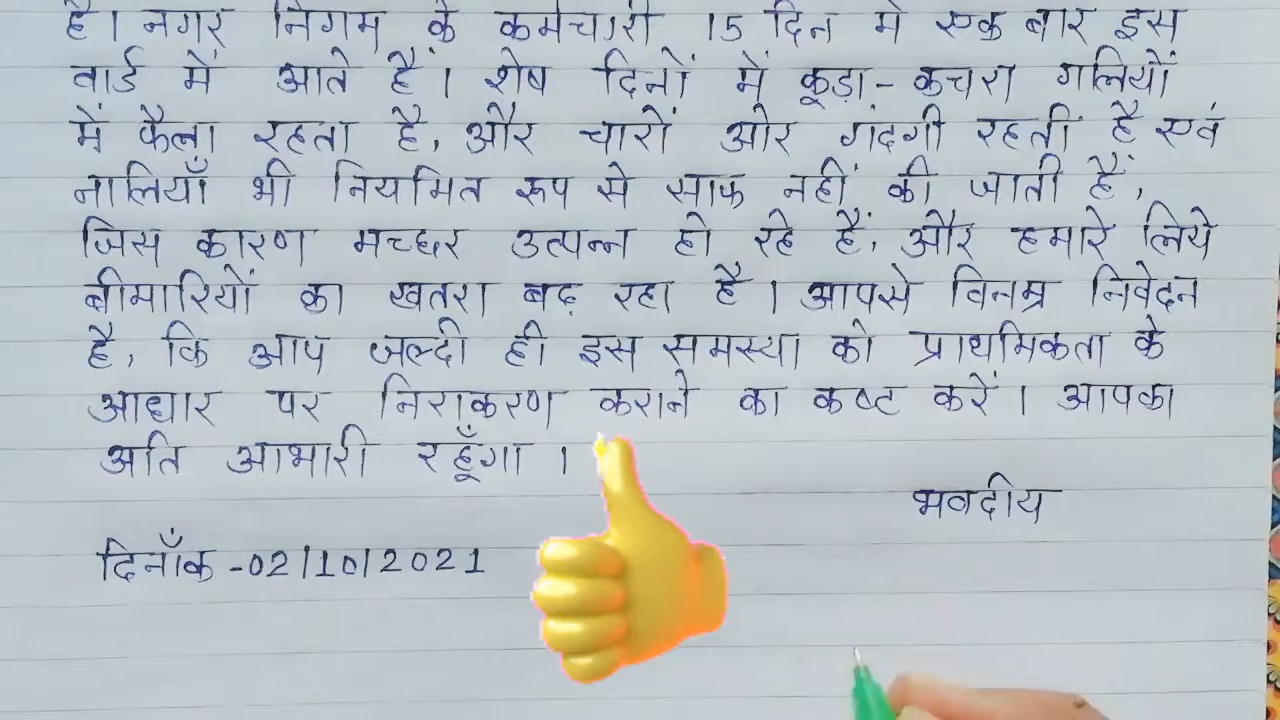 है। नगर निगम के कर्मचारी 15 दिन में एक बार इस
वार्ड में आते हैं। शेष दिनों में कूड़ा-कचरा गलियों
में फैला रहता है, और चारों ओर गंदगी रहती है एवं
नालियाँ भी नियमित रूप से साफ नहीं की जाती हैं,
जिस कारण मच्छर उत्पन्न हो रहे हैं, और हमारे लिये
बीमारियों का खतरा बढ़ रहा है। आपसे विनम्र निवेदन
है, कि आप जल्दी ही इस समस्या को प्राथमिकता के
आधार पर निराकरण कराने का कष्ट करें। आपका
अति आभारी रहूँगा।
भवदीय
दिनाँक -02/10/2021